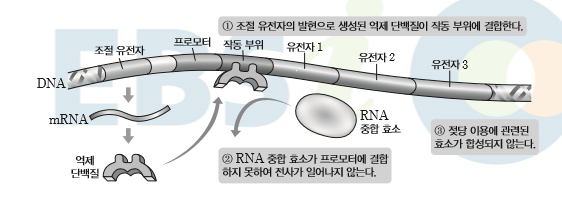 ① 조절 유전자의 발현으로 생성된 억제 단백질이 작동 부위에 결합한다.
조절 유전자
프로모터
작동 부위
유전자 1
유전자 2
유전자 3
DNA
mRNA
RNA
중합 효소
③ 젖당 이용에 관련된
효소가 합성되지 않는다.
억제
단백질
② RNA 중합 효소가 프로모터에 결합
하지 못하여 전사가 일어나지 않는다.
EBS